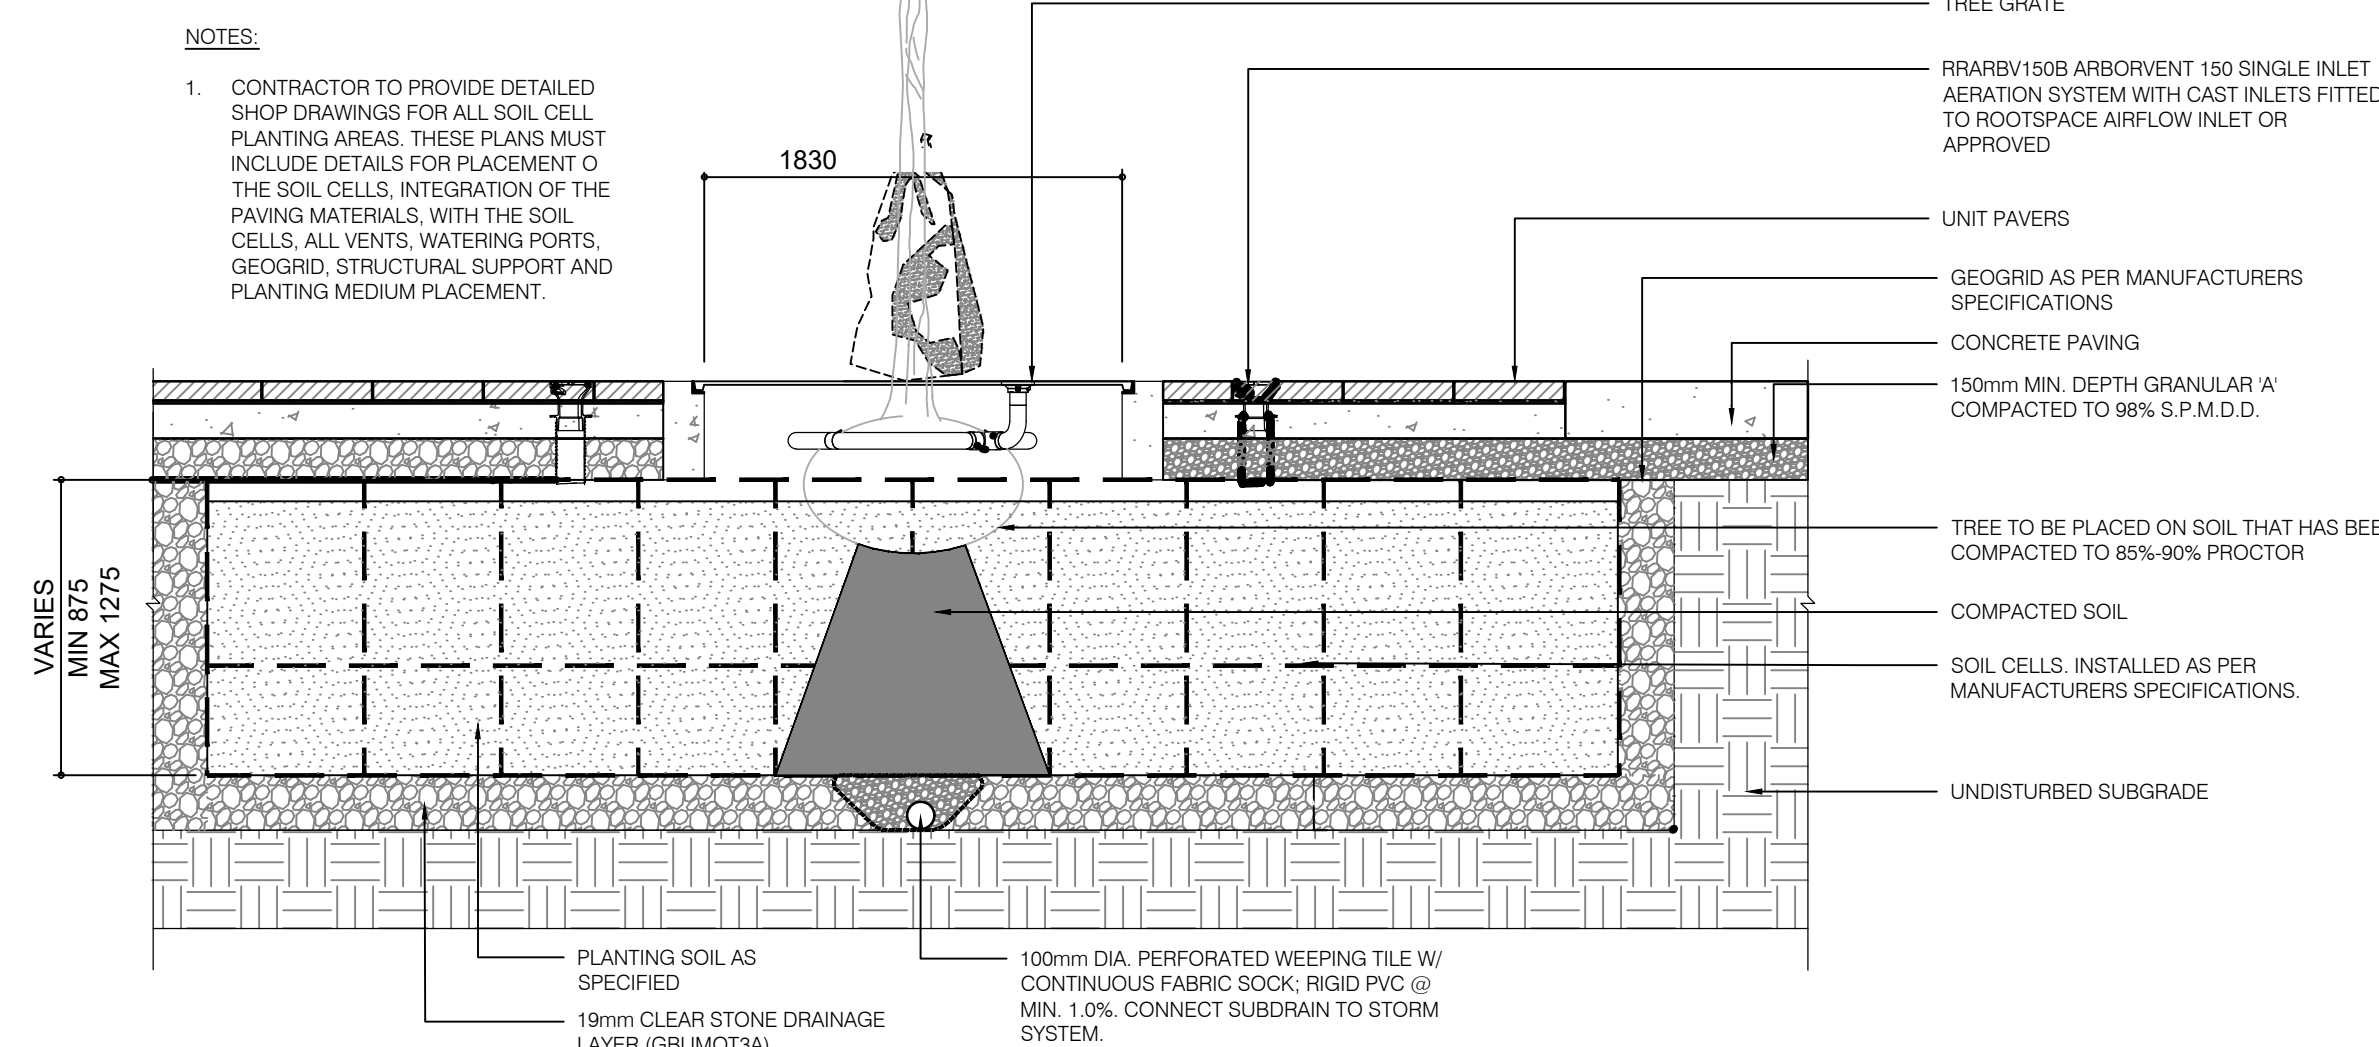 NOTES:
1. CONTRACTOR TO PROVIDE DETAILED
SHOP DRAWINGS FOR ALL SOIL CELL
PLANTING AREAS. THESE PLANS MUST
INCLUDE DETAILS FOR PLACEMENT O
THE SOIL CELLS, INTEGRATION OF THE
PAVING MATERIALS, WITH THE SOIL
CELLS, ALL VENTS, WATERING PORTS,
GEOGRID, STRUCTURAL SUPPORT AND
PLANTING MEDIUM PLACEMENT.
1830
TREE GRATE
RRARBV150B ARBORVENT 150 SINGLE INLET
AERATION SYSTEM WITH CAST INLETS FITTED
TO ROOTSPACE AIRFLOW INLET OR
APPROVED
UNIT PAVERS
GEOGRID AS PER MANUFACTURERS
SPECIFICATIONS
CONCRETE PAVING
150mm MIN. DEPTH GRANULAR 'A'
COMPACTED TO 98% S.P.M.D.D.
TREE TO BE PLACED ON SOIL THAT HAS BEE
COMPACTED TO 85%-90% PROCTOR
COMPACTED SOIL
SOIL CELLS. INSTALLED AS PER
MANUFACTURERS SPECIFICATIONS.
UNDISTURBED SUBGRADE
VARIES
MIN 875
MAX 1275
PLANTING SOIL AS
SPECIFIED
19mm CLEAR STONE DRAINAGE
LAYER (GBUMOT3A)
100mm DIA. PERFORATED WEEPING TILE W/
CONTINUOUS FABRIC SOCK; RIGID PVC @
MIN. 1.0%. CONNECT SUBDRAIN TO STORM
SYSTEM.